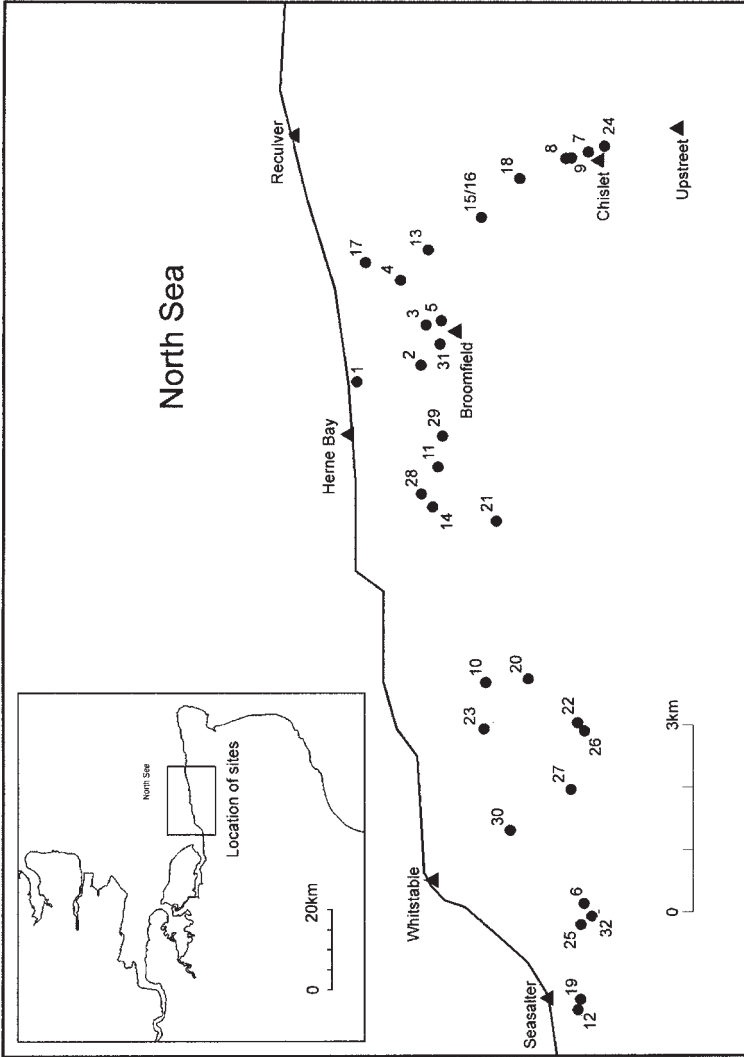 North Sea
North See
Location of sites
0
20km
Reculver
Herne Bay
Whitstable
Seasalter
Broomfield
Chislet
Upstreet
17
4
13
15/16
18
8
9
7
24
1
2
3
5
31
29
11
28
14
21
10
23
20
22
26
27
30
6
25
32
19
12
0
3km